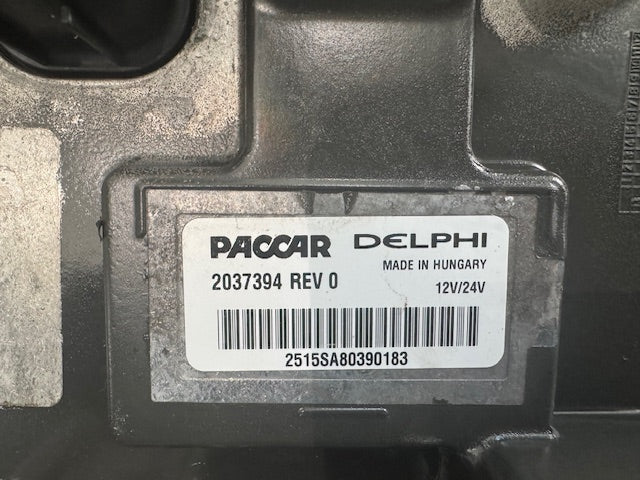 PACCAR DELPHI
MADE IN HUNGARY
2037394 REV 0
12V/24V
2515SA80390183